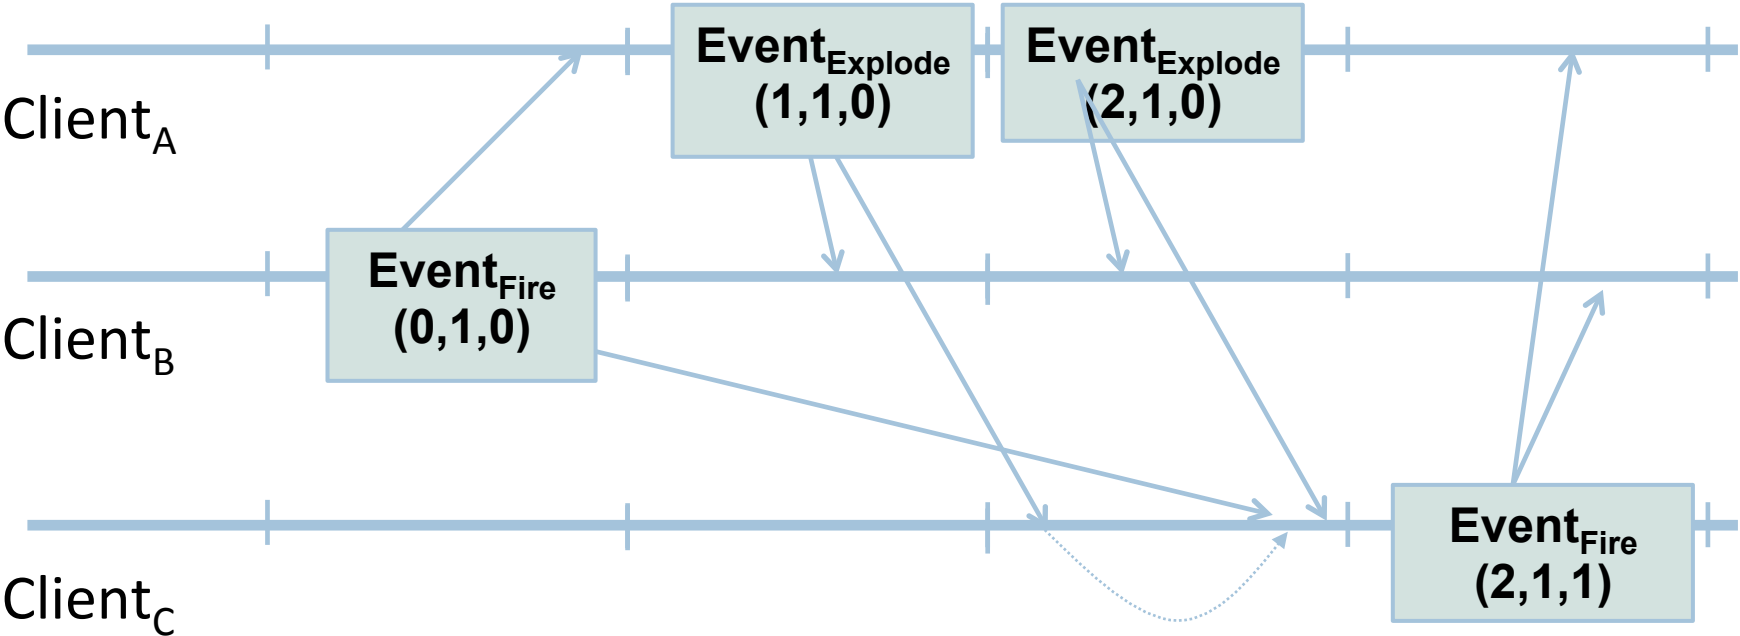 Event_Explode
(1,1,0)
Event_Explode
(2,1,0)
Client_A
Event_Fire
(0,1,0)
Client_B
Event_Fire
(2,1,1)
Client_C